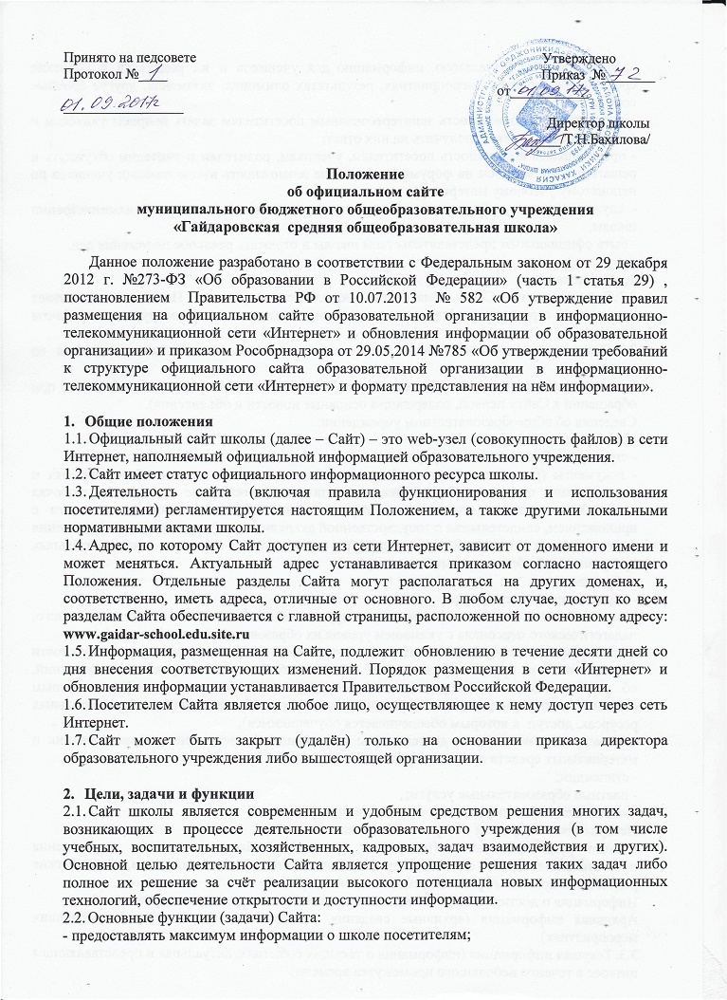 Принято на педсовете
Утверждено
Протокол № 1
Приказ № 72
01.09.2017г
от 01.09.17г.
Директор школы
/Т.Н.Бахилова/
Положение
об официальном сайте
муниципального бюджетного общеобразовательного учреждения
«Гайдаровская средняя общеобразовательная школа»
Данное положение разработано в соответствии с Федеральным законом от 29 декабря
2012 г. №273-ФЗ «Об образовании в Российской Федерации» (часть 1 статья 29) ,
постановлением Правительства РФ от 10.07.2013 № 582 «Об утверждение правил
размещения на официальном сайте образовательной организации в информационно-
телекоммуникационной сети «Интернет» и обновления информации об образовательной
организации» и приказом Рособрнадзора от 29.05,2014 №785 «Об утверждении требований
к структуре официального сайта образовательной организации в информационно-
телекоммуникационной сети «Интернет» и формату представления на нём информации».
1. Общие положения
1.1. Официальный сайт школы (далее – Сайт) – это web-узел (совокупность файлов) в сети
Интернет, наполняемый официальной информацией образовательного учреждения.
1.2. Сайт имеет статус официального информационного ресурса школы.
1.3. Деятельность сайта (включая правила функционирования и использования
посетителями) регламентируется настоящим Положением, а также другими локальными
нормативными актами школы.
1.4. Адрес, по которому Сайт доступен из сети Интернет, зависит от доменного имени и
может меняться. Актуальный адрес устанавливается приказом согласно настоящего
Положения. Отдельные разделы Сайта могут располагаться на других доменах, и,
соответственно, иметь адреса, отличные от основного. В любом случае, доступ ко всем
разделам Сайта обеспечивается с главной страницы, расположенной по основному адресу:
www.gaidar-school.edu.site.ru
1.5. Информация, размещенная на Сайте, подлежит обновлению в течение десяти дней со
дня внесения соответствующих изменений. Порядок размещения в сети «Интернет» и
обновления информации устанавливается Правительством Российской Федерации.
1.6. Посетителем Сайта является любое лицо, осуществляющее к нему доступ через сеть
Интернет.
1.7. Сайт может быть закрыт (удалён) только на основании приказа директора
образовательного учреждения либо вышестоящей организации.
2. Цели, задачи и функции
2.1. Сайт школы является современным и удобным средством решения многих задач,
возникающих в процессе деятельности образовательного учреждения (в том числе
учебных, воспитательных, хозяйственных, кадровых, задач взаимодействия и других).
Основной целью деятельности Сайта является упрощение решения таких задач либо
полное их решение за счёт реализации высокого потенциала новых информационных
технологий, обеспечение открытости и доступности информации.
2.2. Основные функции (задачи) Сайта:
- предоставлять максимум информации о школе посетителям;